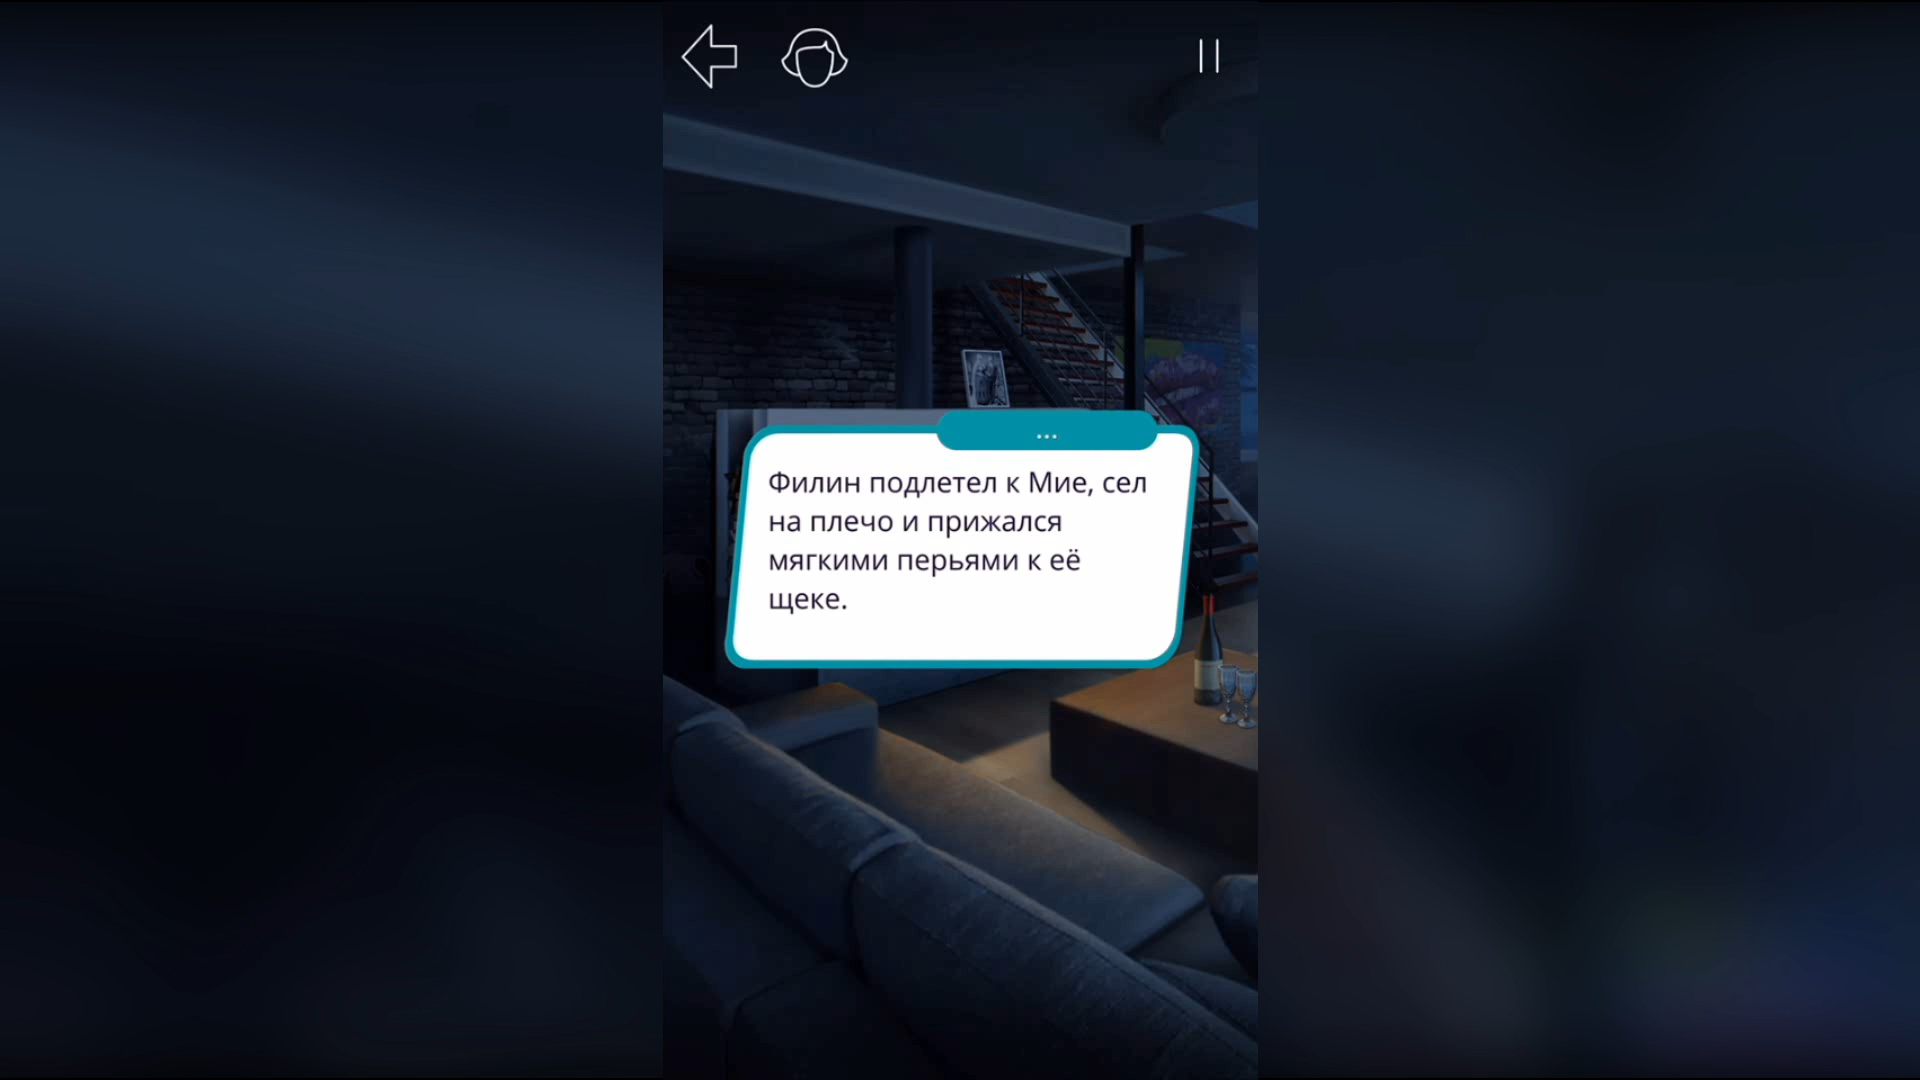 ...
Филин подлетел к Мие, сел
на плечо и прижался
мягкими перьями к её
щеке.